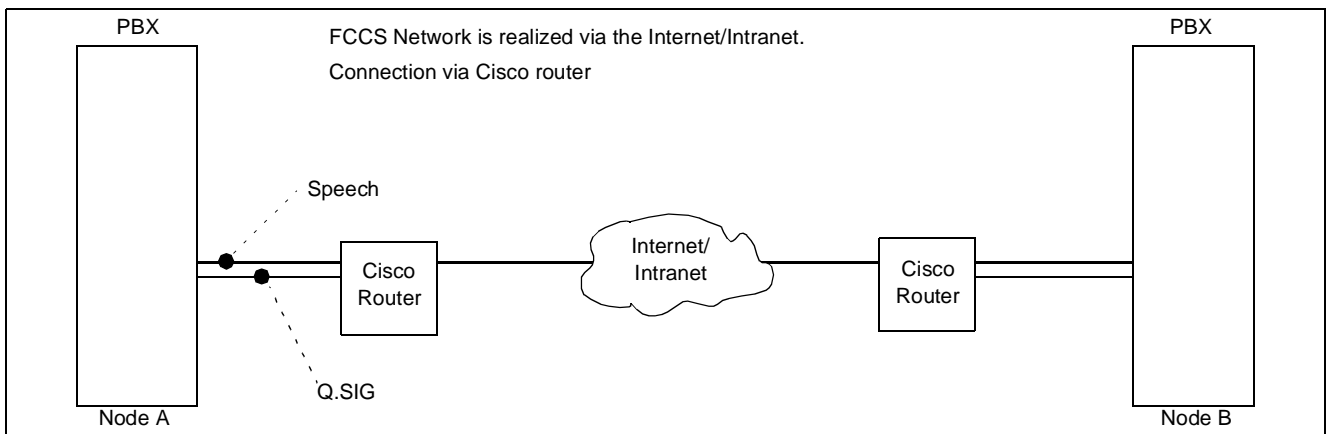 PBX
PBX
FCCS Network is realized via the Internet/Intranet.
Connection via Cisco router
Speech
Cisco
Router
Internet/
Intranet
Cisco
Router
Q.SIG
Node A
Node B